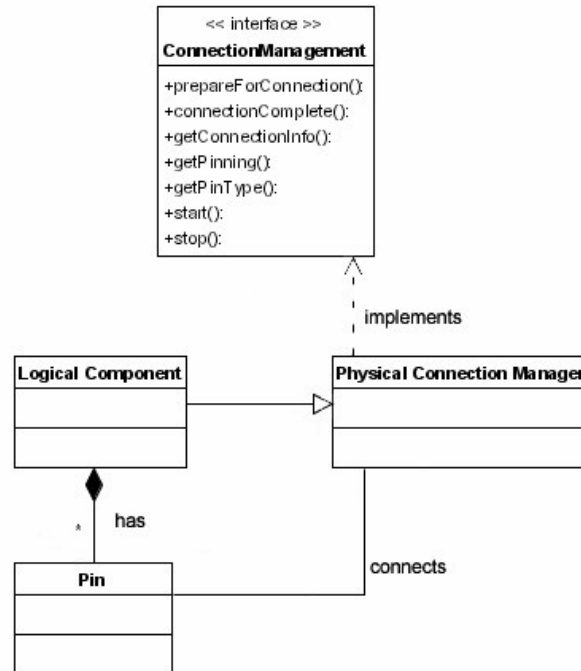 << interface >>
ConnectionManagement
+prepareForConnection():
+connectionComplete():
+getConnectionInfo():
+getPinning():
+getPinType():
+start():
+stop():
implements
Logical Component
Physical Connection Manager
*
has
connects
Pin